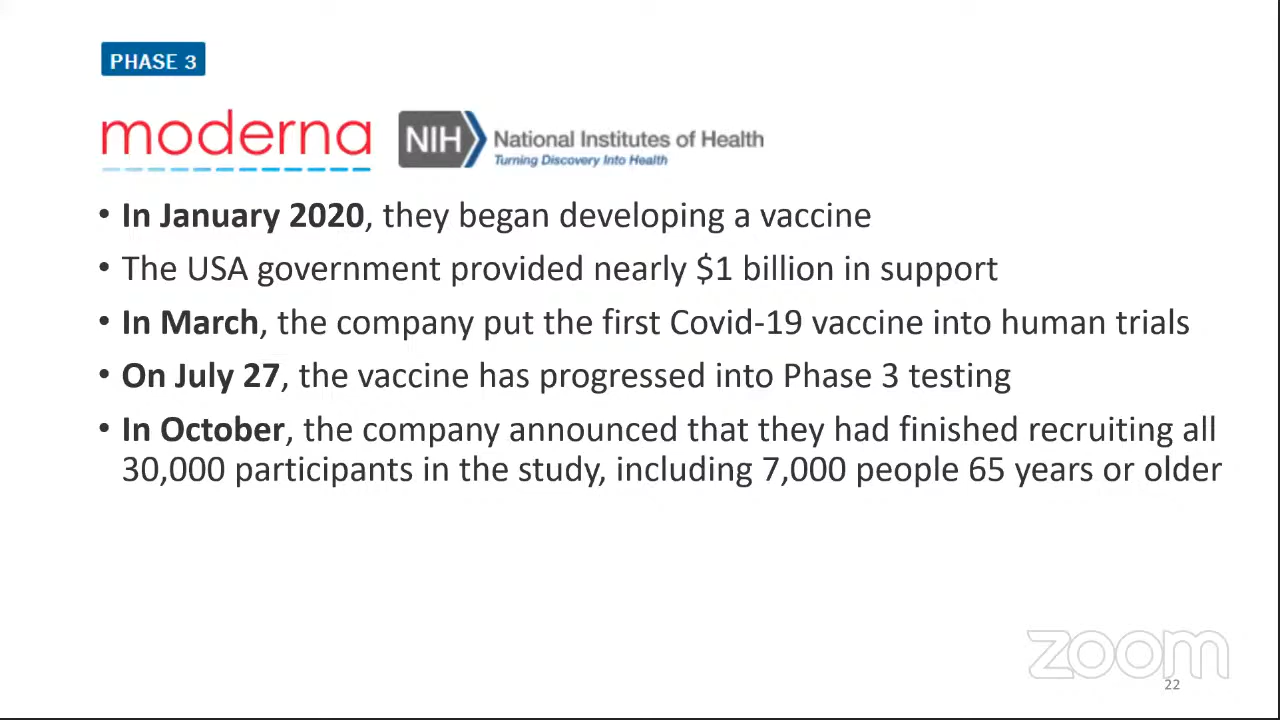 PHASE 3
moderna
NIH National Institutes of Health
Turning Discovery Into Health
• In January 2020, they began developing a vaccine
• The USA government provided nearly $1 billion in support
• In March, the company put the first Covid-19 vaccine into human trials
• On July 27, the vaccine has progressed into Phase 3 testing
• In October, the company announced that they had finished recruiting all
30,000 participants in the study, including 7,000 people 65 years or older
zoom
22